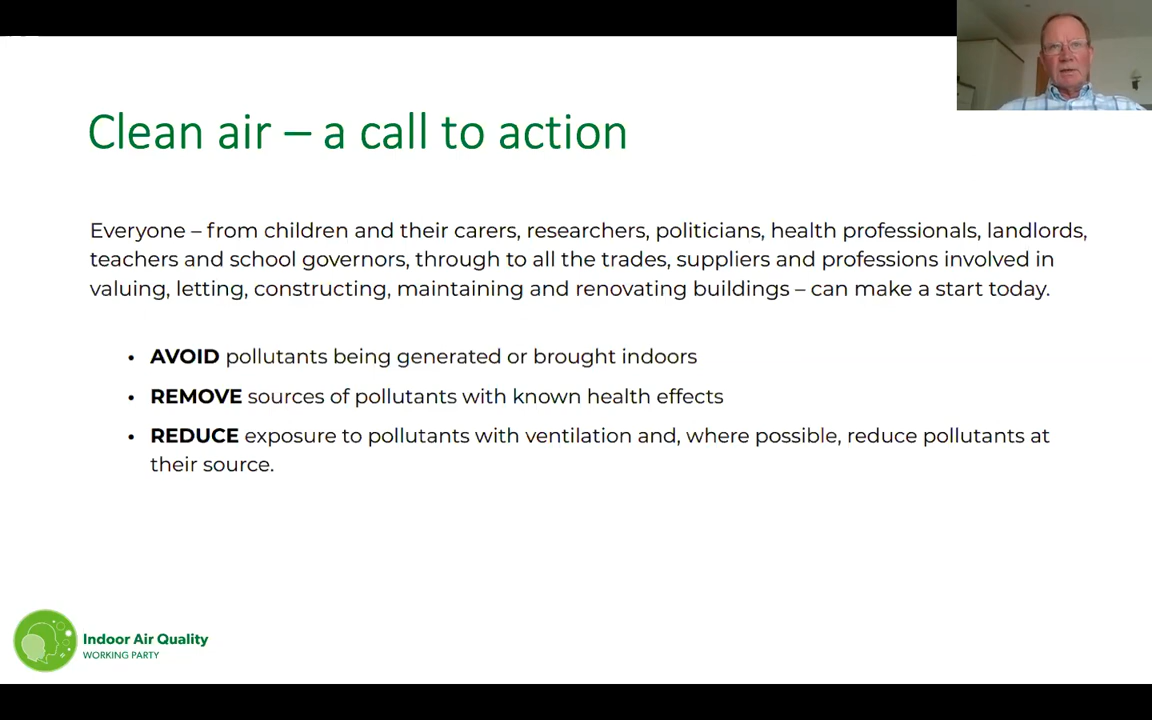 Clean air – a call to action
Everyone – from children and their carers, researchers, politicians, health professionals, landlords,
teachers and school governors, through to all the trades, suppliers and professions involved in
valuing, letting, constructing, maintaining and renovating buildings – can make a start today.
• AVOID pollutants being generated or brought indoors
• REMOVE sources of pollutants with known health effects
• REDUCE exposure to pollutants with ventilation and, where possible, reduce pollutants at
their source.
Indoor Air Quality
WORKING PARTY